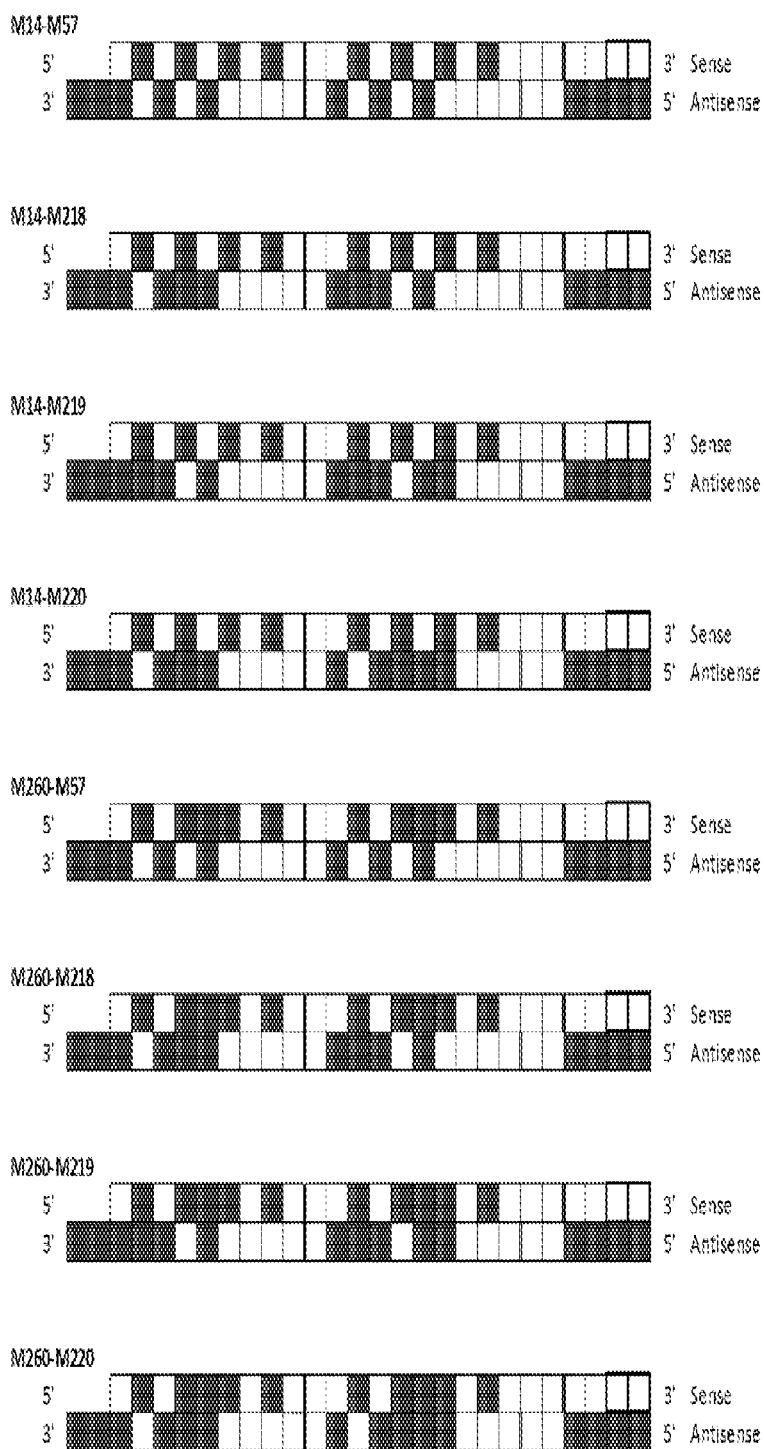 M14-M57
5' 3' Sense
3' 5' Antisense
M14-M218
5' 3' Sense
3' 5' Antisense
M14-M219
5' 3' Sense
3' 5' Antisense
M14-M220
5' 3' Sense
3' 5' Antisense
M260-M57
5' 3' Sense
3' 5' Antisense
M260-M218
5' 3' Sense
3' 5' Antisense
M260-M219
5' 3' Sense
3' 5' Antisense
M260-M220
5' 3' Sense
3' 5' Antisense